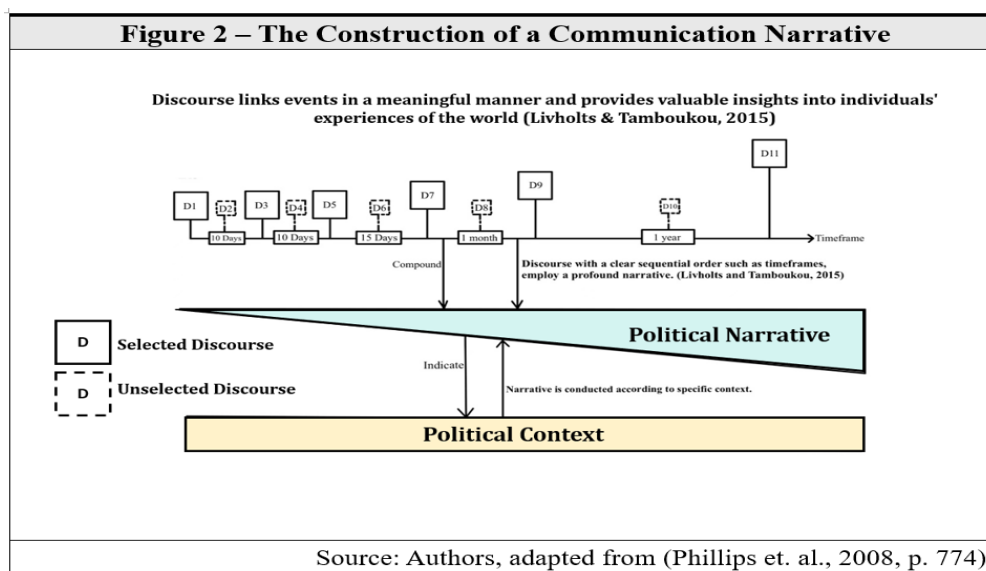 Figure 2 – The Construction of a Communication Narrative
Discourse links events in a meaningful manner and provides valuable insights into individuals'
experiences of the world (Livholts & Tamboukou, 2015)
D1
D2
D3
D4
D5
D6
D7
D8
D9
D10
D11
10 Days
10 Days
15 Days
1 month
1 year
Timeframe
Compound
Discourse with a clear sequential order such as timeframes,
employ a profound narrative. (Livholts and Tamboukou, 2015)
Political Narrative
D Selected Discourse
D Unselected Discourse
Indicate
Narrative is conducted according to specific context.
Political Context
Source: Authors, adapted from (Phillips et. al., 2008, p. 774)